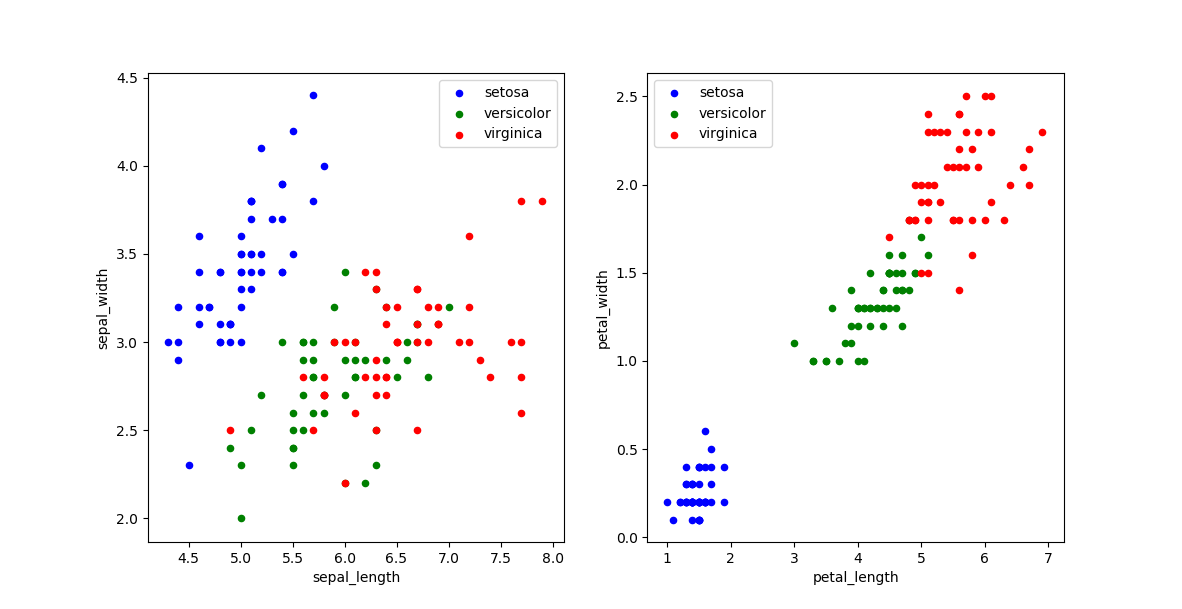 4.5
4.0
3.5
3.0
2.5
2.0
sepal_width
setosa
versicolor
virginica
4.5 5.0 5.5 6.0 6.5 7.0 7.5 8.0
sepal_length
2.5
2.0
1.5
1.0
0.5
0.0
petal_width
setosa
versicolor
virginica
1 2 3 4 5 6 7
petal_length